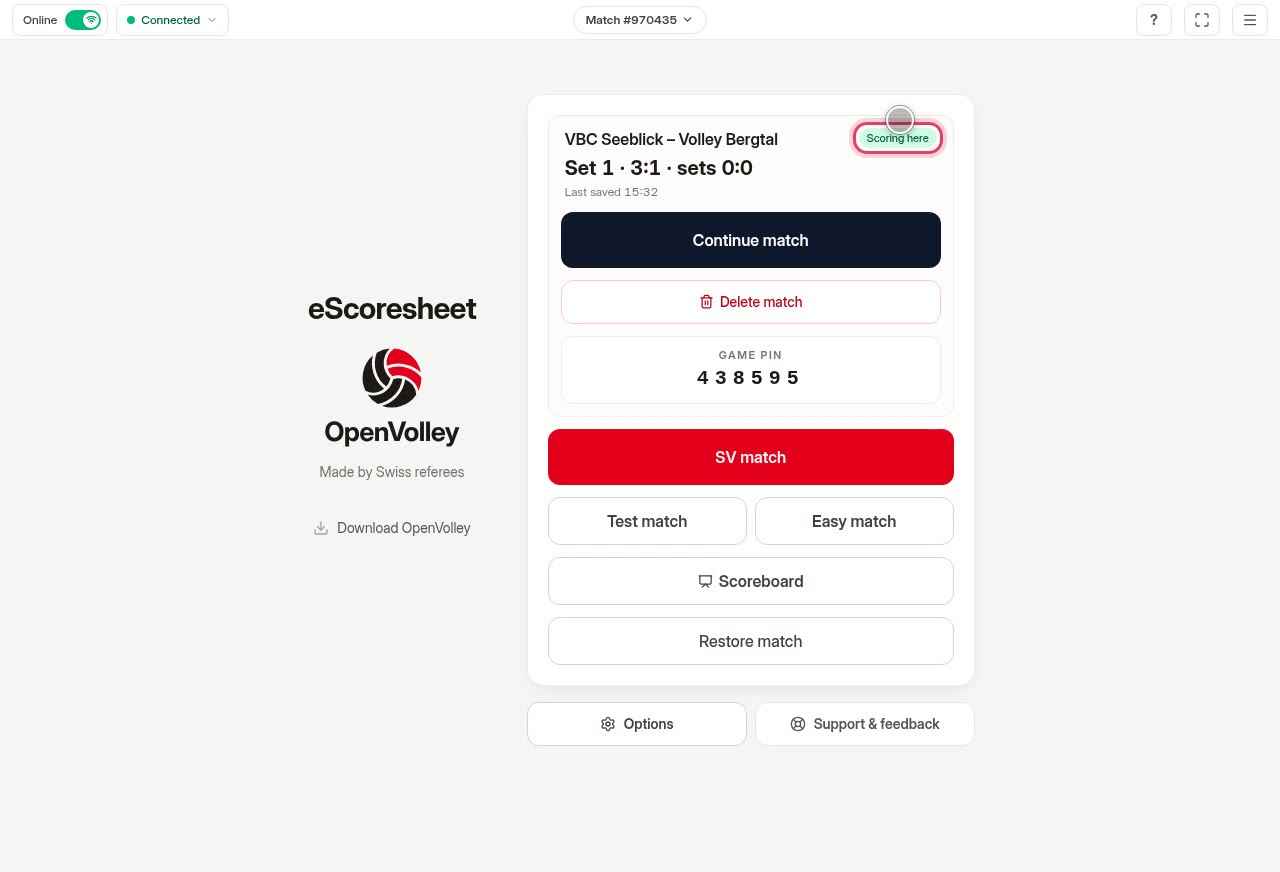 Online
Connected
Match #970435
?
VBC Seeblick – Volley Bergtal
Scoring here
Set 1 · 3:1 · sets 0:0
Last saved 15:32
Continue match
Delete match
GAME PIN
438595
eScoresheet
OpenVolley
Made by Swiss referees
Download OpenVolley
SV match
Test match
Easy match
Scoreboard
Restore match
Options
Support & feedback